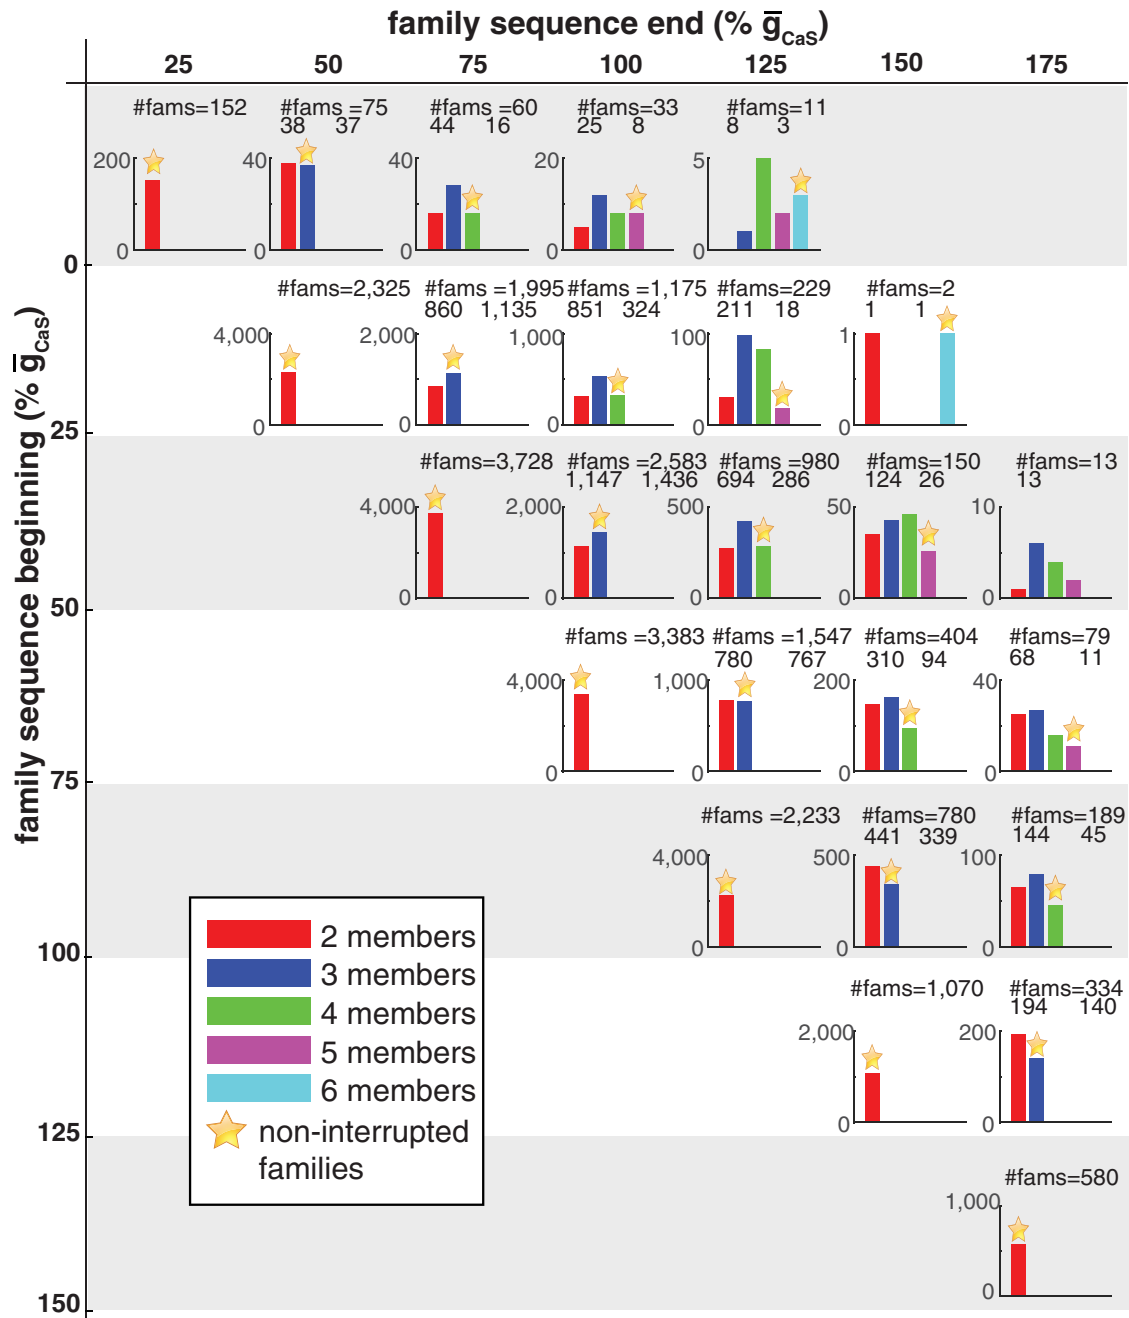 family sequence end (% g̅CaS)
25 50 75 100 125 150 175
#fams=152 #fams =75 #fams =60 #fams=33 #fams=11
38 37 44 16 25 8 8 3
200 40 40 20 5
0 0 0 0 0
0
#fams=2,325 #fams =1,995 #fams =1,175 #fams=229 #fams=2
860 1,135 851 324 211 18 1 1
4,000 2,000 1,000 100 1
0 0 0 0 0
25
#fams=3,728 #fams =2,583 #fams =980 #fams=150 #fams=13
1,147 1,436 694 286 124 26 13
4,000 2,000 500 50 10
0 0 0 0 0
50
family sequence beginning (% g̅CaS)
#fams =3,383 #fams =1,547 #fams=404 #fams=79
780 767 310 94 68 11
4,000 1,000 200 40
0 0 0 0
75
#fams =2,233 #fams=780 #fams=189
441 339 144 45
4,000 500 100
0 0 0
100
#fams=1,070 #fams=334
194 140
2,000 200
0 0
125
#fams=580
1,000
0
150
2 members
3 members
4 members
5 members
6 members
non-interrupted
families